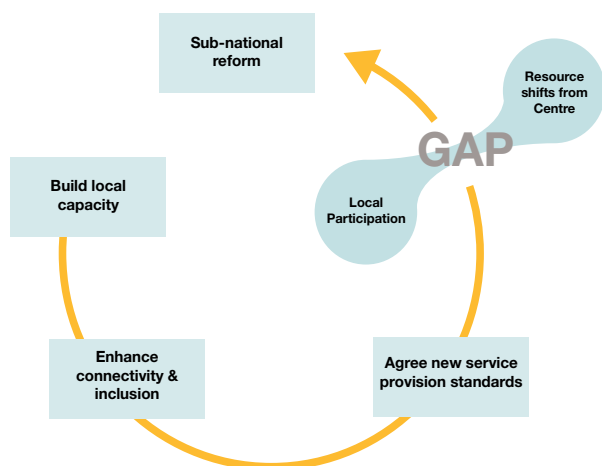 Sub-national
reform
Resource
shifts from
Centre
GAP
Local
Participation
Build local
capacity
Enhance
connectivity &
inclusion
Agree new service
provision standards